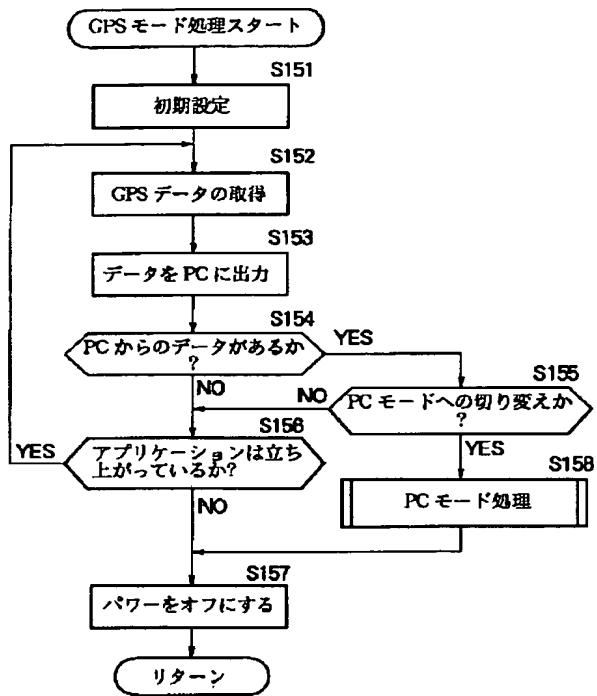 GPSモード処理スタート
S151
初期設定
S152
GPSデータの取得
S153
データをPCに出力
S154
PCからのデータがあるか
?
YES
NO
S155
PCモードへの切り変えか
?
NO
YES
S156
アプリケーションは立ち
上がっているか?
YES
NO
S158
PCモード処理
S157
パワーをオフにする
リターン